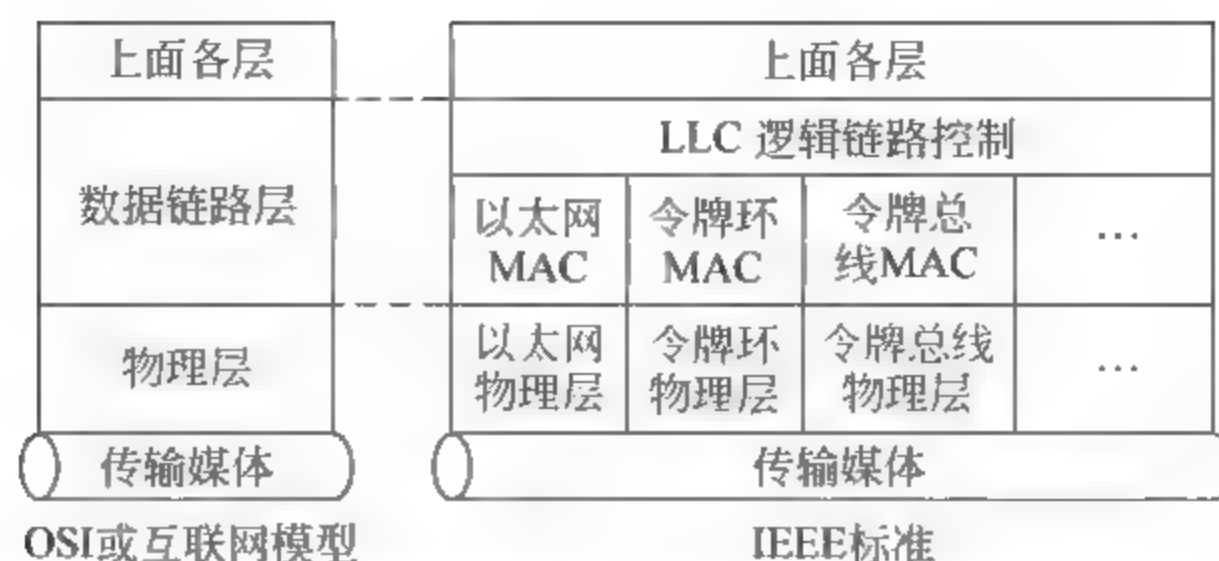 上面各层
数据链路层
物理层
传输媒体
OSI或互联网模型
上面各层
LLC 逻辑链路控制
以太网
MAC
令牌环
MAC
令牌总
线MAC
…
以太网
物理层
令牌环
物理层
令牌总线
物理层
…
传输媒体
IEEE标准